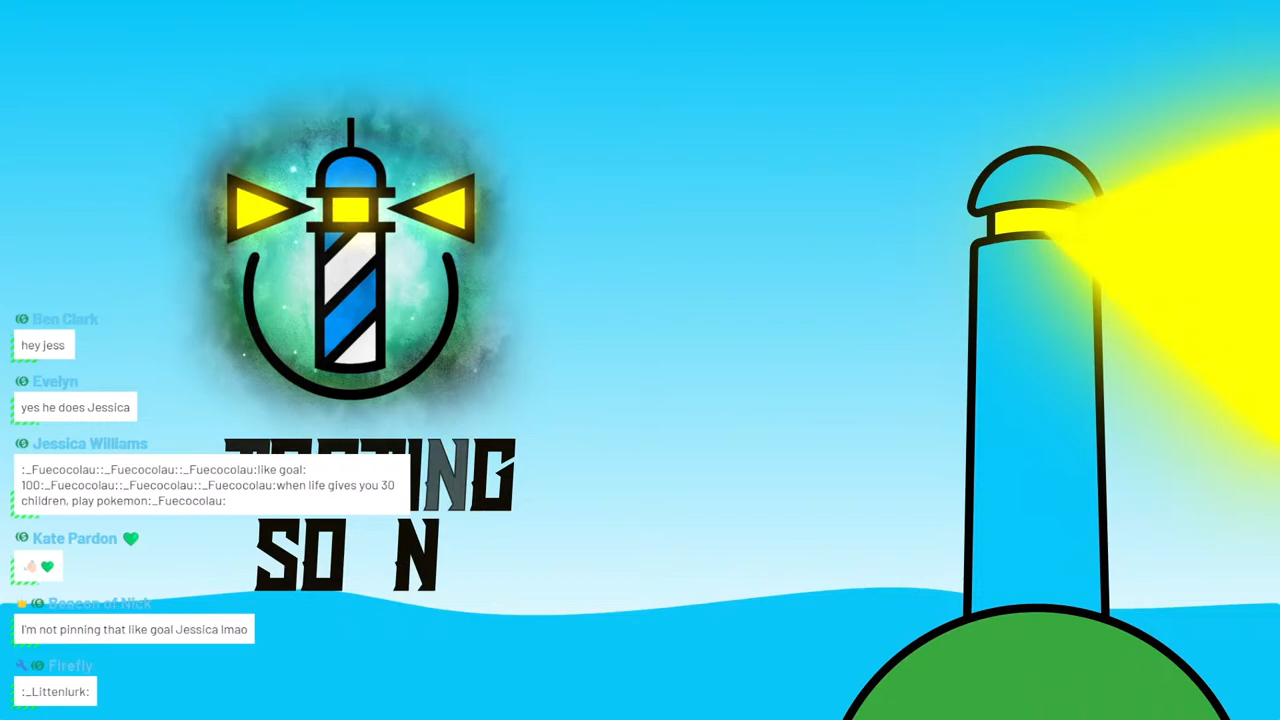 Ben Clark
hey jess
Evelyn
yes he does Jessica
Jessica Williams
:_Fuecocolau::_Fuecocolau::_Fuecocolau:like goal:
100:_Fuecocolau::_Fuecocolau::_Fuecocolau:when life gives you 30
children, play pokemon:_Fuecocolau:
SO N
Kate Pardon 💚
👍🏻💚
Beacon of Nick
I'm not pinning that like goal Jessica lmao
Firefly
:_Littenlurk: